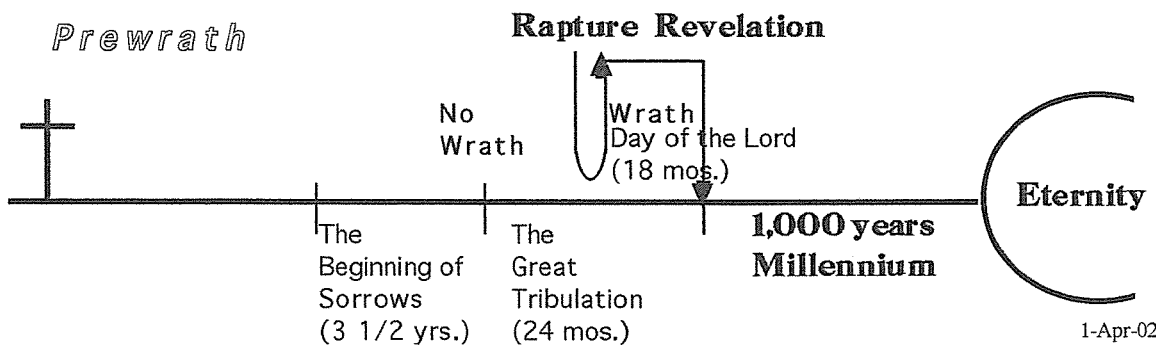 Prewrath
Rapture Revelation
No
Wrath
Wrath
Day of the Lord
(18 mos.)
The
Beginning of
Sorrows
(3 1/2 yrs.)
The
Great
Tribulation
(24 mos.)
1,000 years
Millennium
Eternity
1-Apr-02